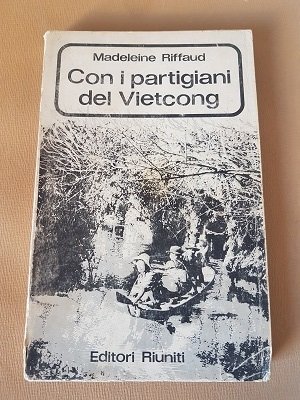 Madeleine Riffaud
Con i partigiani
del Vietcong
Editori Riuniti